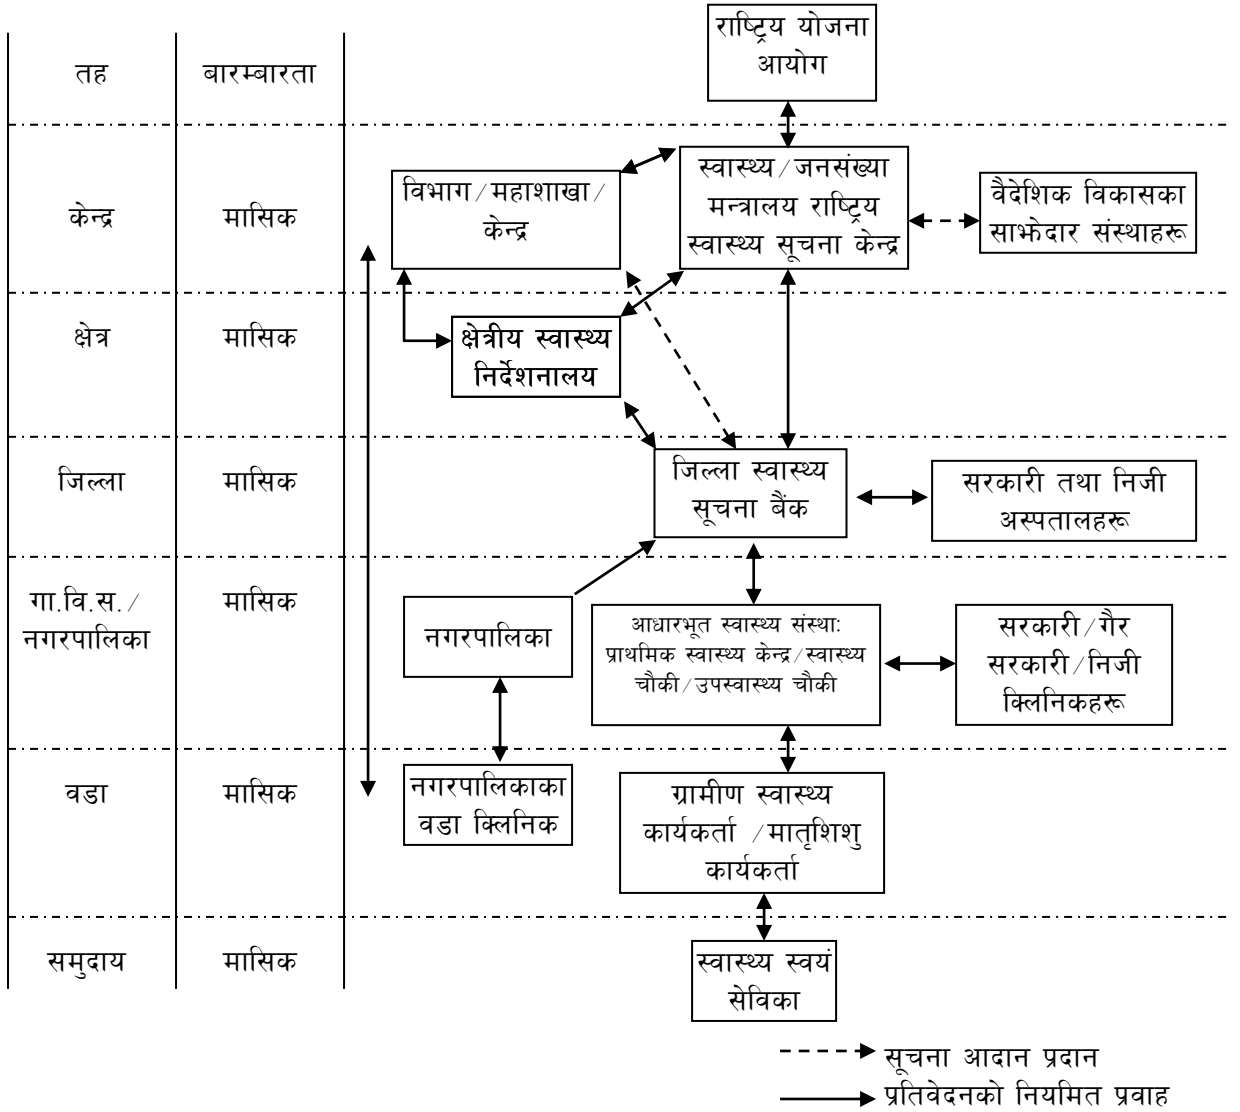 राष्ट्रिय योजना
आयोग
तह
बारम्बारता
केन्द्र
मासिक
विभाग/महाशाखा/
केन्द्र
स्वास्थ्य/जनसंख्या
मन्त्रालय राष्ट्रिय
स्वास्थ्य सूचना केन्द्र
वैदेशिक विकासका
साझेदार संस्थाहरू
क्षेत्र
मासिक
क्षेत्रीय स्वास्थ्य
निर्देशनालय
जिल्ला
मासिक
जिल्ला स्वास्थ्य
सूचना बैंक
सरकारी तथा निजी
अस्पतालहरू
गा.वि.स./
नगरपालिका
मासिक
नगरपालिका
आधारभूत स्वास्थ्य संस्था:
प्राथमिक स्वास्थ्य केन्द्र/स्वास्थ्य
चौकी/उपस्वास्थ्य चौकी
सरकारी/गैर
सरकारी/निजी
क्लिनिकहरू
वडा
मासिक
नगरपालिकाका
वडा क्लिनिक
ग्रामीण स्वास्थ्य
कार्यकर्ता /मातृशिशु
कार्यकर्ता
समुदाय
मासिक
स्वास्थ्य स्वयं
सेविका
सूचना आदान प्रदान
प्रतिवेदनको नियमित प्रवाह